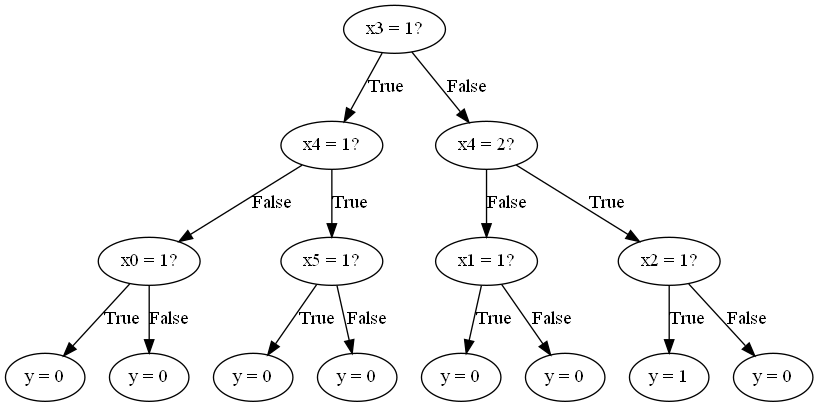 x3 = 1?
True
False
x4 = 1?
x4 = 2?
False
True
False
True
x0 = 1?
x5 = 1?
x1 = 1?
x2 = 1?
True
False
True
False
True
False
True
False
y = 0
y = 0
y = 0
y = 0
y = 0
y = 0
y = 1
y = 0